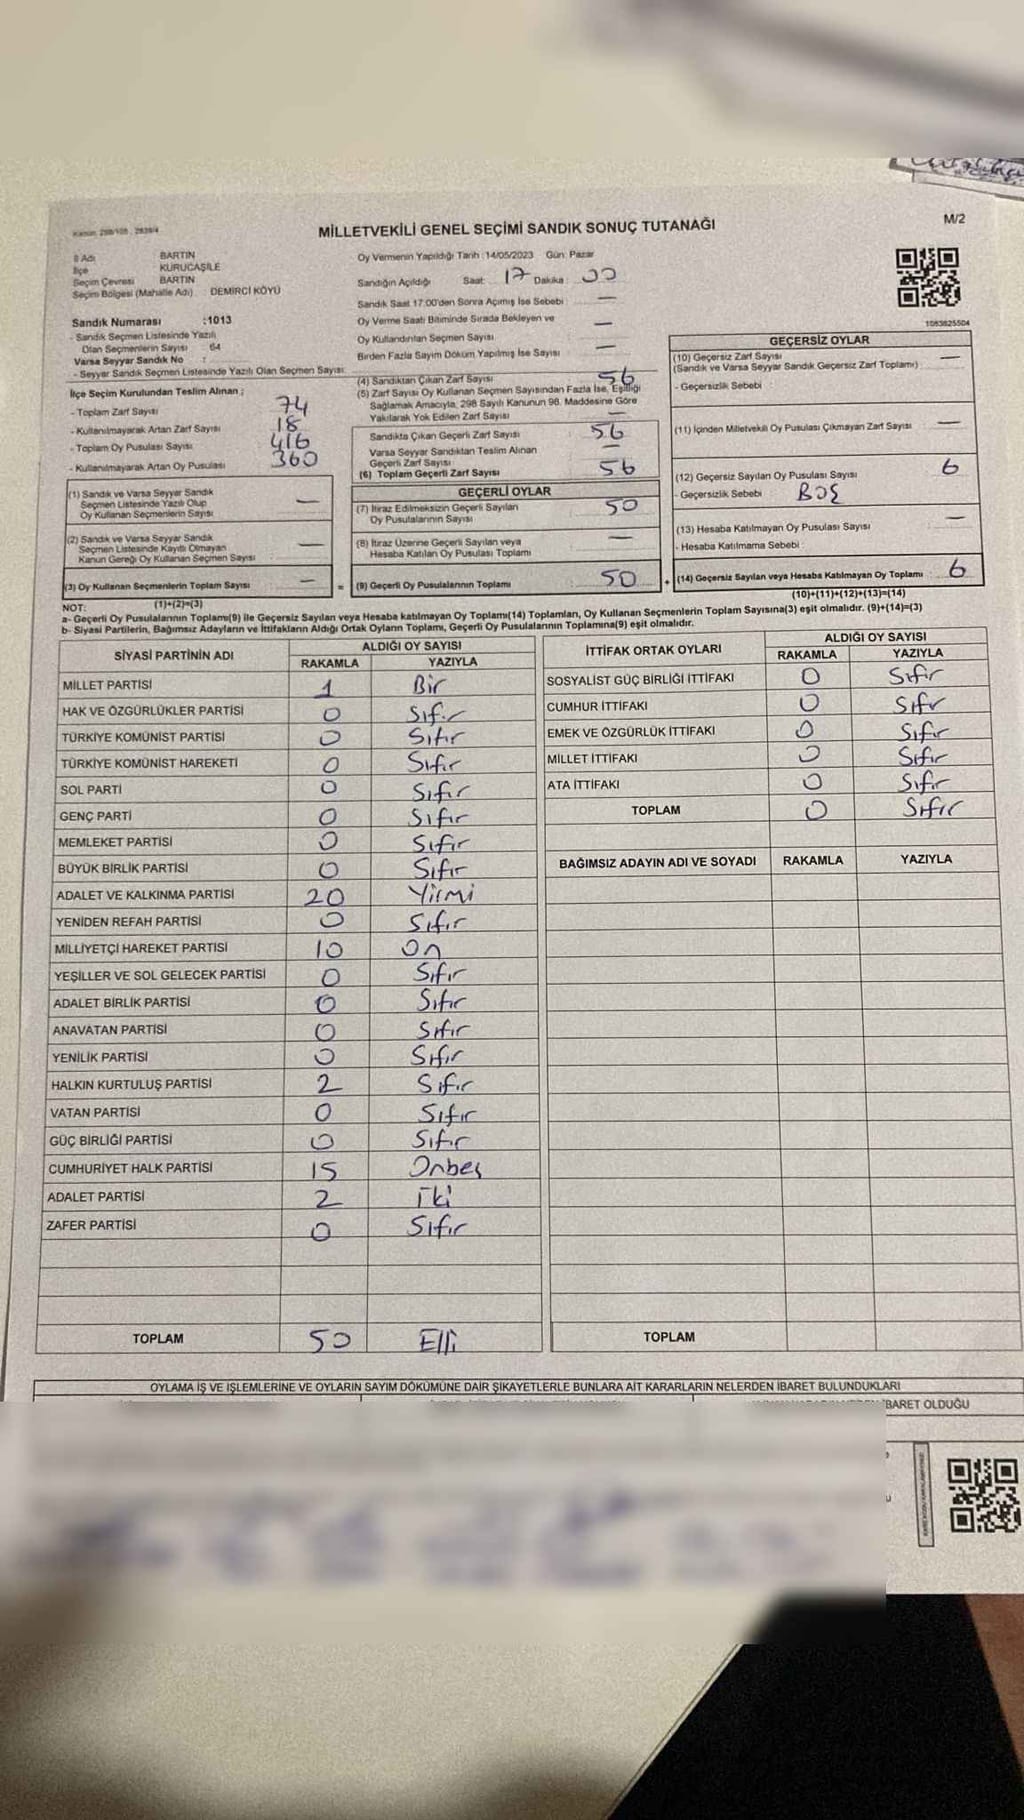 MİLLETVEKİLİ GENEL SEÇİMİ SANDIK SONUÇ TUTANAĞI
M/2
İl Adı BARTIN
İlçe KURUCAŞİLE
Seçim Çevresi BARTIN
Seçim Bölgesi (Mahalle Adı) DEMİRCİ KÖYÜ
Sandık Numarası :1013
- Sandık Seçmen Listesinde Yazılı
Olan Seçmenlerin Sayısı : 64
Varsa Seyyar Sandık No :
- Seyyar Sandık Seçmen Listesinde Yazılı Olan Seçmen Sayısı:
İlçe Seçim Kurulundan Teslim Alınan ;
- Toplam Zarf Sayısı 74
- Kullanılmayarak Artan Zarf Sayısı 18
- Toplam Oy Pusulası Sayısı 416
- Kullanılmayarak Artan Oy Pusulası 360
(1) Sandık ve Varsa Seyyar Sandık
Seçmen Listesinde Yazılı Olup
Oy Kullanan Seçmenlerin Sayısı —
(2) Sandık ve Varsa Seyyar Sandık
Seçmen Listesinde Kayıtlı Olmayan
Kanun Gereği Oy Kullanan Seçmen Sayısı —
(3) Oy Kullanan Seçmenlerin Toplam Sayısı —
(1)+(2)=(3)
Oy Vermenin Yapıldığı Tarih : 14/05/2023 Gün: Pazar
Sandığın Açıldığı Saat: 17 Dakika : 00
Sandık Saat 17:00'den Sonra Açımış İse Sebebi : —
Oy Verme Saati Bitiminde Sırada Bekleyen ve
Oy Kullandırılan Seçmen Sayısı —
Birden Fazla Sayım Döküm Yapılmış İse Sayısı : —
(4) Sandıktan Çıkan Zarf Sayısı 56
(5) Zarf Sayısı Oy Kullanan Seçmen Sayısından Fazla İse, Eşitliği
Sağlamak Amacıyla, 298 Sayılı Kanunun 98. Maddesine Göre
Yakılarak Yok Edilen Zarf Sayısı —
Sandıkta Çıkan Geçerli Zarf Sayısı 56
Varsa Seyyar Sandıktan Teslim Alınan
Geçerli Zarf Sayısı —
(6) Toplam Geçerli Zarf Sayısı 56
GEÇERLİ OYLAR
(7) İtiraz Edilmeksizin Geçerli Sayılan
Oy Pusulalarının Sayısı 50
(8) İtiraz Üzerine Geçerli Sayılan veya
Hesaba Katılan Oy Pusulası Toplamı —
= (9) Geçerli Oy Pusulalarının Toplamı 50 +
1083825504
GEÇERSİZ OYLAR
(10) Geçersiz Zarf Sayısı —
(Sandık ve Varsa Seyyar Sandık Geçersiz Zarf Toplamı) :
- Geçersizlik Sebebi :
(11) İçinden Milletvekili Oy Pusulası Çıkmayan Zarf Sayısı —
(12) Geçersiz Sayılan Oy Pusulası Sayısı 6
- Geçersizlik Sebebi Boş
(13) Hesaba Katılmayan Oy Pusulası Sayısı —
- Hesaba Katılmama Sebebi :
(14) Geçersiz Sayılan veya Hesaba Katılmayan Oy Toplamı : 6
(10)+(11)+(12)+(13)=(14)
NOT:
a- Geçerli Oy Pusulalarının Toplamı(9) ile Geçersiz Sayılan veya Hesaba katılmayan Oy Toplamı(14) Toplamları, Oy Kullanan Seçmenlerin Toplam Sayısına(3) eşit olmalıdır. (9)+(14)=(3)
b- Siyasi Partilerin, Bağımsız Adayların ve İttifakların Aldığı Ortak Oyların Toplamı, Geçerli Oy Pusulalarının Toplamına(9) eşit olmalıdır.
SİYASİ PARTİNİN ADI ALDIĞI OY SAYISI
RAKAMLA YAZIYLA
MİLLET PARTİSİ 1 Bir
HAK VE ÖZGÜRLÜKLER PARTİSİ 0 Sıfır
TÜRKİYE KOMÜNİST PARTİSİ 0 Sıfır
TÜRKİYE KOMÜNİST HAREKETİ 0 Sıfır
SOL PARTİ 0 Sıfır
GENÇ PARTİ 0 Sıfır
MEMLEKET PARTİSİ 0 Sıfır
BÜYÜK BİRLİK PARTİSİ 0 Sıfır
ADALET VE KALKINMA PARTİSİ 20 Yirmi
YENİDEN REFAH PARTİSİ 0 Sıfır
MİLLİYETÇİ HAREKET PARTİSİ 10 On
YEŞİLLER VE SOL GELECEK PARTİSİ 0 Sıfır
ADALET BİRLİK PARTİSİ 0 Sıfır
ANAVATAN PARTİSİ 0 Sıfır
YENİLİK PARTİSİ 0 Sıfır
HALKIN KURTULUŞ PARTİSİ 2 Sıfır
VATAN PARTİSİ 0 Sıfır
GÜÇ BİRLİĞİ PARTİSİ 0 Sıfır
CUMHURİYET HALK PARTİSİ 15 Onbeş
ADALET PARTİSİ 2 İki
ZAFER PARTİSİ 0 Sıfır
TOPLAM 50 Elli
İTTİFAK ORTAK OYLARI ALDIĞI OY SAYISI
RAKAMLA YAZIYLA
SOSYALİST GÜÇ BİRLİĞİ İTTİFAKI 0 Sıfır
CUMHUR İTTİFAKI 0 Sıfr
EMEK VE ÖZGÜRLÜK İTTİFAKI 0 Sıfır
MİLLET İTTİFAKI 0 Sıfır
ATA İTTİFAKI 0 Sıfır
TOPLAM 0 Sıfır
BAĞIMSIZ ADAYIN ADI VE SOYADI RAKAMLA YAZIYLA
TOPLAM
OYLAMA İŞ VE İŞLEMLERİNE VE OYLARIN SAYIM DÖKÜMÜNE DAİR ŞİKAYETLERLE BUNLARA AİT KARARLARIN NELERDEN İBARET BULUNDUKLARI
İBARET OLDUĞU